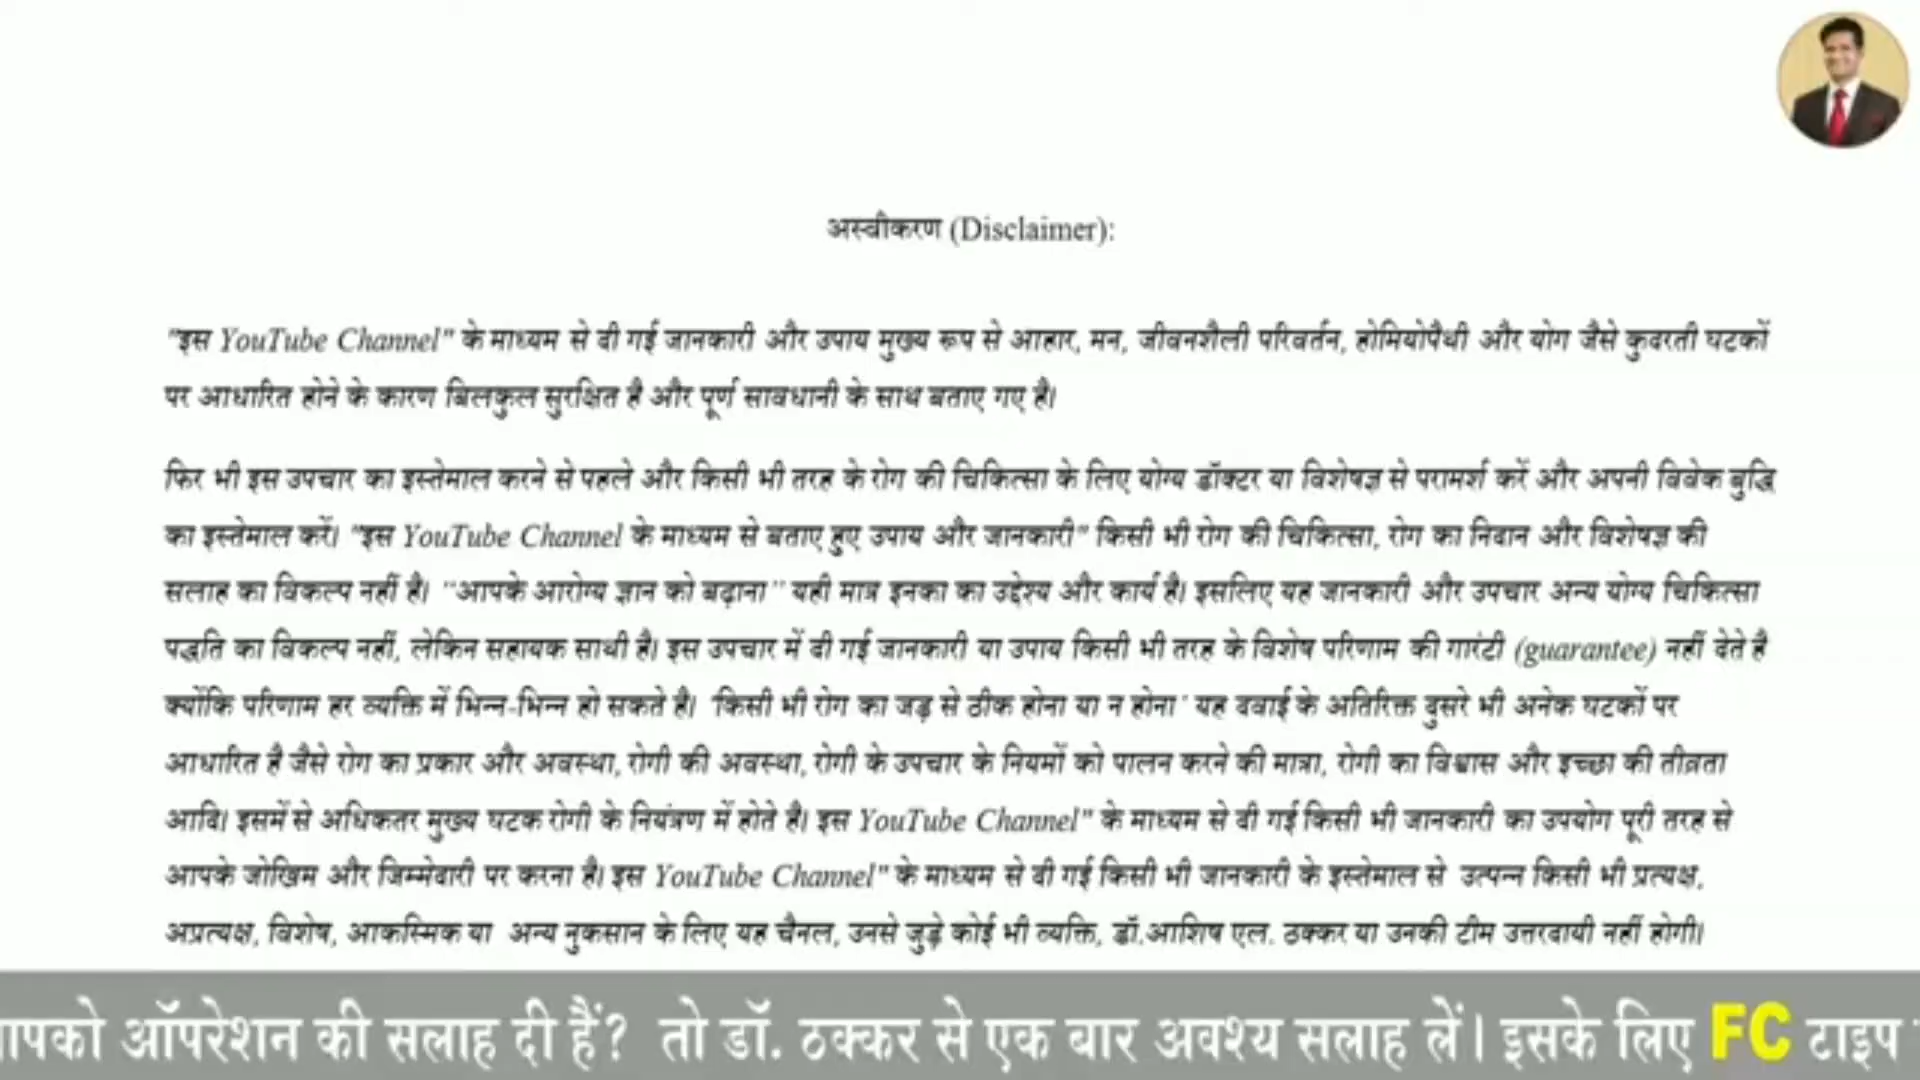 अस्वीकरण (Disclaimer):
"इस YouTube Channel" के माध्यम से दी गई जानकारी और उपाय मुख्य रूप से आहार, मन, जीवनशैली परिवर्तन, होमियोपैथी और योग जैसे कुदरती घटकों
पर आधारित होने के कारण बिलकुल सुरक्षित है और पूर्ण सावधानी के साथ बताए गए है।
फिर भी इस उपचार का इस्तेमाल करने से पहले और किसी भी तरह के रोग की चिकित्सा के लिए योग्य डॉक्टर या विशेषज्ञ से परामर्श करें और अपनी विवेक बुद्धि
का इस्तेमाल करें। "इस YouTube Channel के माध्यम से बताए हुए उपाय और जानकारी" किसी भी रोग की चिकित्सा, रोग का निदान और विशेषज्ञ की
सलाह का विकल्प नहीं है। "आपके आरोग्य ज्ञान को बढ़ाना" यही मात्र इनका का उद्देश्य और कार्य है। इसलिए यह जानकारी और उपचार अन्य योग्य चिकित्सा
पद्धति का विकल्प नहीं, लेकिन सहायक साथी है। इस उपचार में दी गई जानकारी या उपाय किसी भी तरह के विशेष परिणाम की गारंटी (guarantee) नहीं देते है
क्योंकि परिणाम हर व्यक्ति में भिन्न-भिन्न हो सकते है। 'किसी भी रोग का जड़ से ठीक होना या न होना' यह दवाई के अतिरिक्त दुसरे भी अनेक घटकों पर
आधारित है जैसे रोग का प्रकार और अवस्था, रोगी की अवस्था, रोगी के उपचार के नियमों को पालन करने की मात्रा, रोगी का विश्वास और इच्छा की तीव्रता
आदि। इसमें से अधिकतर मुख्य घटक रोगी के नियंत्रण में होते है। इस YouTube Channel" के माध्यम से दी गई किसी भी जानकारी का उपयोग पूरी तरह से
आपके जोखिम और जिम्मेदारी पर करना है। इस YouTube Channel" के माध्यम से दी गई किसी भी जानकारी के इस्तेमाल से उत्पन्न किसी भी प्रत्यक्ष,
अप्रत्यक्ष, विशेष, आकस्मिक या अन्य नुकसान के लिए यह चैनल, उनसे जुड़े कोई भी व्यक्ति, डॉ.आशिष एल. ठक्कर या उनकी टीम उत्तरदायी नहीं होगी।
ऑपरेशन की सलाह दी हैं? तो डॉ. ठक्कर से एक बार अवश्य सलाह लें। इसके लिए FC टाइप